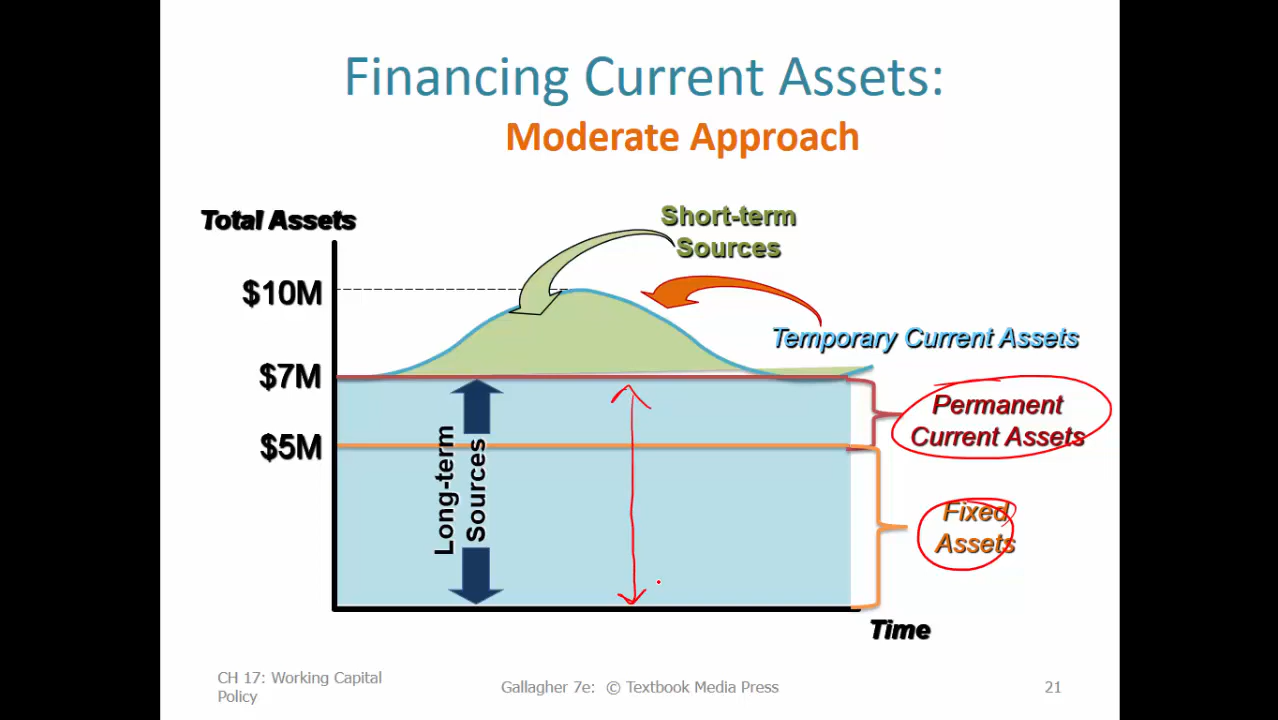 Financing Current Assets:
Moderate Approach
Total Assets
Short-term
Sources
$10M
Temporary Current Assets
$7M
Permanent
Current Assets
$5M
Long-term
Sources
Fixed
Assets
Time
CH 17: Working Capital
Policy
Gallagher 7e: © Textbook Media Press
21